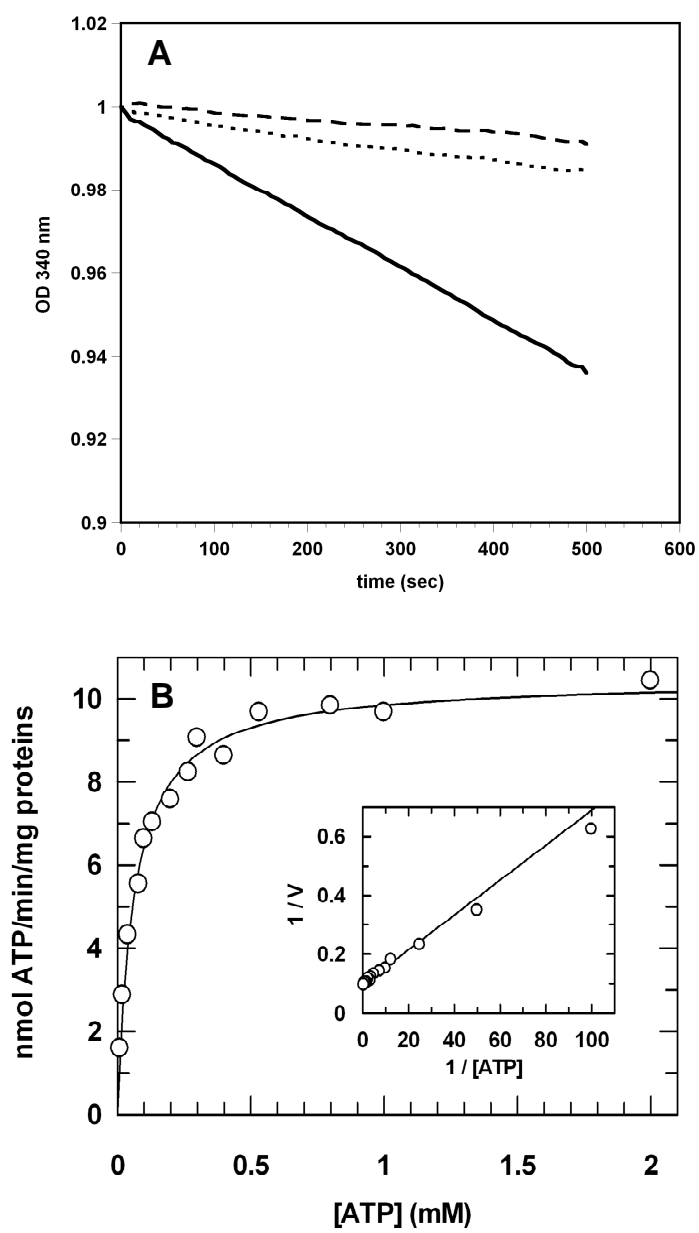 A
1.02
1
0.98
0.96
0.94
0.92
0.9
OD 340 nm
0 100 200 300 400 500 600
time (sec)
B
10
8
6
4
2
0
nmol ATP/min/mg proteins
0.6
0.4
0.2
0
1 / V
0 20 40 60 80 100
1 / [ATP]
0 0.5 1 1.5 2
[ATP] (mM)